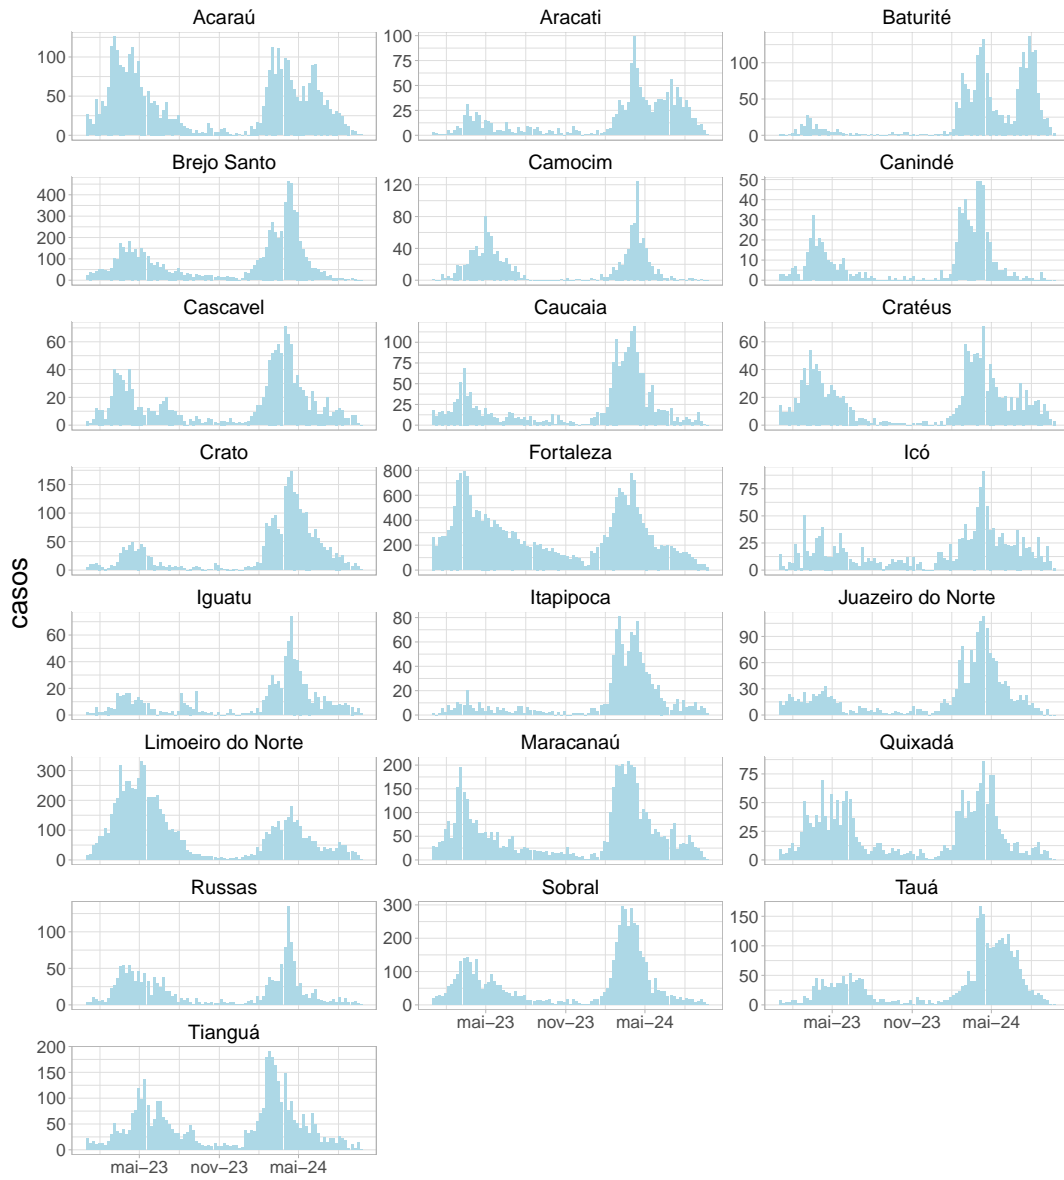 Acaraú Aracati Baturité
100 50 0
100 75 50 25 0
100 50 0
Brejo Santo Camocim Canindé
400 300 200 100 0
120 80 40 0
50 40 30 20 10 0
Cascavel Caucaia Cratéus
60 40 20 0
100 75 50 25 0
60 40 20 0
Crato Fortaleza Icó
150 100 50 0
800 600 400 200 0
75 50 25 0
casos
Iguatu Itapipoca Juazeiro do Norte
60 40 20 0
80 60 40 20 0
90 60 30 0
Limoeiro do Norte Maracanaú Quixadá
300 200 100 0
200 150 100 50 0
75 50 25 0
Russas Sobral Tauá
100 50 0
300 200 100 0
150 100 50 0
mai−23 nov−23 mai−24
mai−23 nov−23 mai−24
Tianguá
200 150 100 50 0
mai−23 nov−23 mai−24